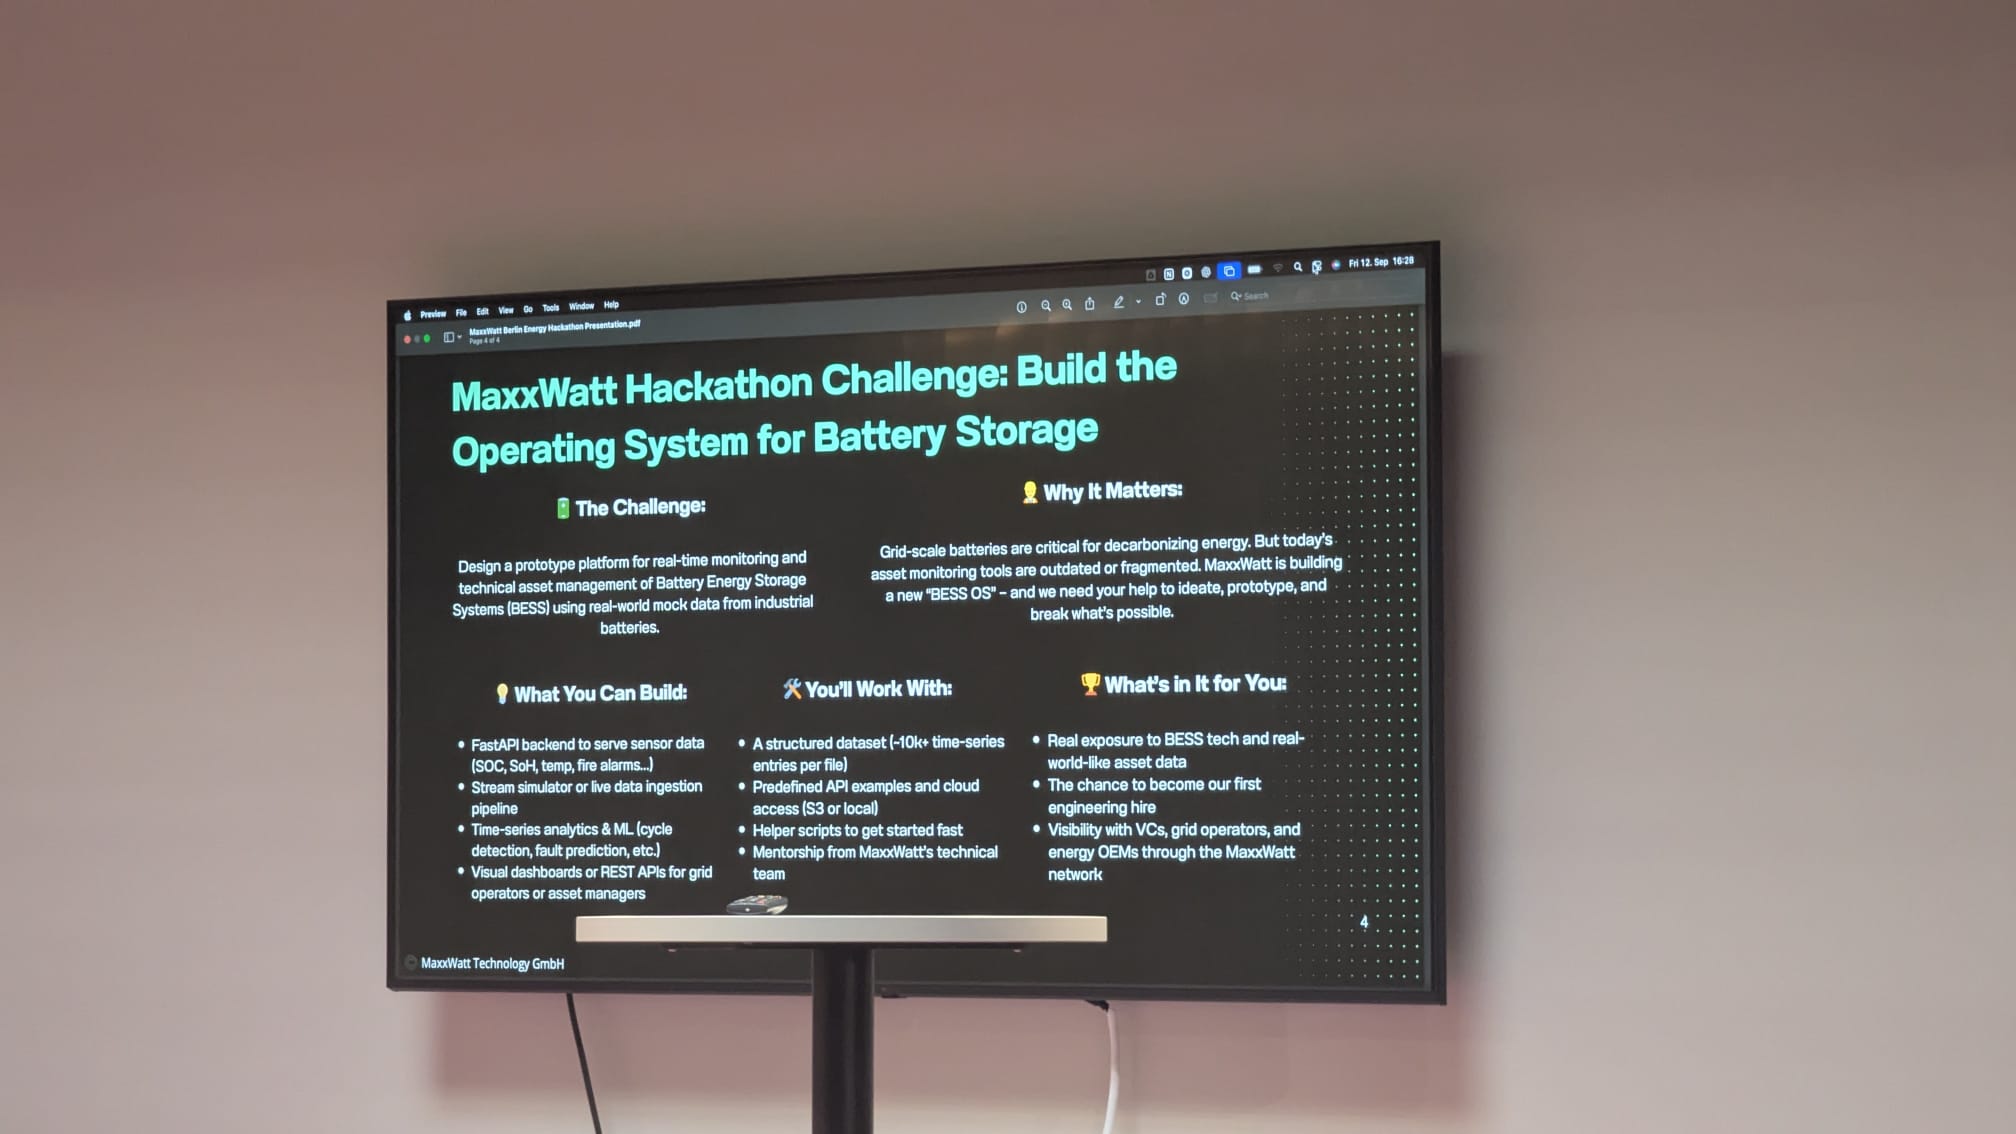 Preview File Edit View Go Tools Window Help
Fri 12. Sep 16:28
MaxxWatt Berlin Energy Hackathon Presentation.pdf
Page 4 of 4
Search
MaxxWatt Hackathon Challenge: Build the
Operating System for Battery Storage
The Challenge:
Design a prototype platform for real-time monitoring and
technical asset management of Battery Energy Storage
Systems (BESS) using real-world mock data from industrial
batteries.
Why It Matters:
Grid-scale batteries are critical for decarbonizing energy. But today's
asset monitoring tools are outdated or fragmented. MaxxWatt is building
a new “BESS OS” – and we need your help to ideate, prototype, and
break what's possible.
What You Can Build:
• FastAPI backend to serve sensor data
(SOC, SoH, temp, fire alarms...)
• Stream simulator or live data ingestion
pipeline
• Time-series analytics & ML (cycle
detection, fault prediction, etc.)
• Visual dashboards or REST APIs for grid
operators or asset managers
You'll Work With:
• A structured dataset (~10k+ time-series
entries per file)
• Predefined API examples and cloud
access (S3 or local)
• Helper scripts to get started fast
• Mentorship from MaxxWatt's technical
team
What's in It for You:
• Real exposure to BESS tech and real-
world-like asset data
• The chance to become our first
engineering hire
• Visibility with VCs, grid operators, and
energy OEMs through the MaxxWatt
network
4
MaxxWatt Technology GmbH